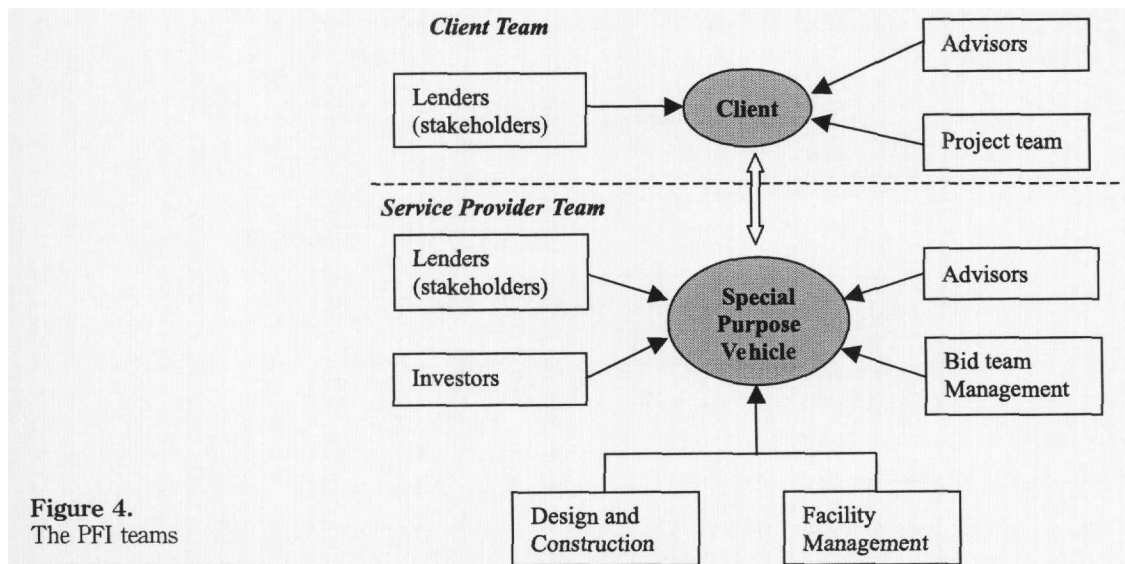 Client Team
Lenders
(stakeholders)
Client
Advisors
Project team
Service Provider Team
Lenders
(stakeholders)
Investors
Special
Purpose
Vehicle
Advisors
Bid team
Management
Design and
Construction
Facility
Management
Figure 4.
The PFI teams